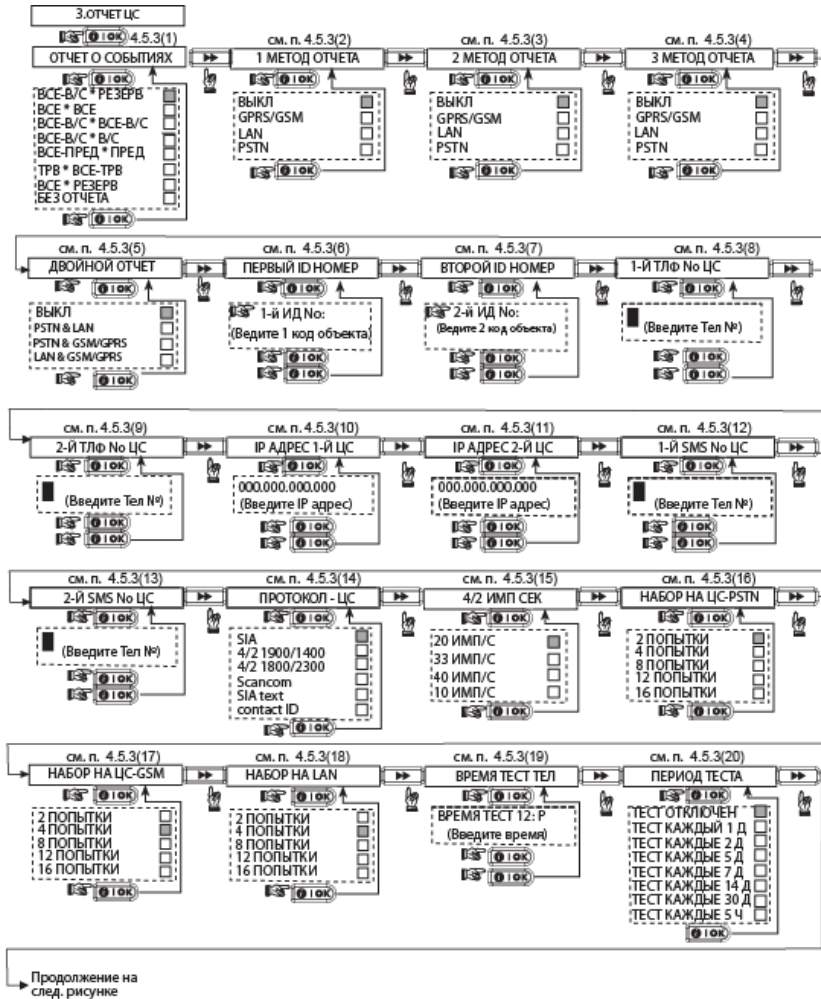 3.ОТЧЕТ ЦС
4.5.3(1)
ОТЧЕТ О СОБЫТИЯХ
ВСЕ-В/С * РЕЗЕРВ
ВСЕ * ВСЕ
ВСЕ-В/С * ВСЕ-В/С
ВСЕ-В/С * В/С
ВСЕ-ПРЕД * ПРЕД
ТРВ * ВСЕ-ТРВ
ВСЕ * РЕЗЕРВ
БЕЗ ОТЧЕТА
см. п. 4.5.3(2)
1 МЕТОД ОТЧЕТА
ВЫКЛ
GPRS/GSM
LAN
PSTN
см. п. 4.5.3(3)
2 МЕТОД ОТЧЕТА
ВЫКЛ
GPRS/GSM
LAN
PSTN
см. п. 4.5.3(4)
3 МЕТОД ОТЧЕТА
ВЫКЛ
GPRS/GSM
LAN
PSTN
см. п. 4.5.3(5)
ДВОЙНОЙ ОТЧЕТ
ВЫКЛ
PSTN & LAN
PSTN & GSM/GPRS
LAN & GSM/GPRS
см. п. 4.5.3(6)
ПЕРВЫЙ ID НОМЕР
1-й ИД No:
(Ведите 1 код объекта)
см. п. 4.5.3(7)
ВТОРОЙ ID НОМЕР
2-й ИД No:
(Ведите 2 код объекта)
см. п. 4.5.3(8)
1-Й ТЛФ No ЦС
(Введите Тел №)
см. п. 4.5.3(9)
2-Й ТЛФ No ЦС
(Введите Тел №)
см. п. 4.5.3(10)
IP АДРЕС 1-Й ЦС
000.000.000.000
(Введите IP адрес)
см. п. 4.5.3(11)
IP АДРЕС 2-Й ЦС
000.000.000.000
(Введите IP адрес)
см. п. 4.5.3(12)
1-Й SMS No ЦС
(Введите Тел №)
см. п. 4.5.3(13)
2-Й SMS No ЦС
(Введите Тел №)
см. п. 4.5.3(14)
ПРОТОКОЛ - ЦС
SIA
4/2 1900/1400
4/2 1800/2300
Scancom
SIA text
contact ID
см. п. 4.5.3(15)
4/2 ИМП СЕК
20 ИМП/С
33 ИМП/С
40 ИМП/С
10 ИМП/С
см. п. 4.5.3(16)
НАБОР НА ЦС-PSTN
2 ПОПЫТКИ
4 ПОПЫТКИ
8 ПОПЫТКИ
12 ПОПЫТКИ
16 ПОПЫТКИ
см. п. 4.5.3(17)
НАБОР НА ЦС-GSM
2 ПОПЫТКИ
4 ПОПЫТКИ
8 ПОПЫТКИ
12 ПОПЫТКИ
16 ПОПЫТКИ
см. п. 4.5.3(18)
НАБОР НА LAN
2 ПОПЫТКИ
4 ПОПЫТКИ
8 ПОПЫТКИ
12 ПОПЫТКИ
16 ПОПЫТКИ
см. п. 4.5.3(19)
ВРЕМЯ ТЕСТ ТЕЛ
ВРЕМЯ ТЕСТ 12: P
(Введите время)
см. п. 4.5.3(20)
ПЕРИОД ТЕСТА
ТЕСТ ОТКЛЮЧЕН
ТЕСТ КАЖДЫЙ 1 Д
ТЕСТ КАЖДЫЕ 2 Д
ТЕСТ КАЖДЫЕ 5 Д
ТЕСТ КАЖДЫЕ 7 Д
ТЕСТ КАЖДЫЕ 14 Д
ТЕСТ КАЖДЫЕ 30 Д
ТЕСТ КАЖДЫЕ 5 Ч
Продолжение на
след. рисунке